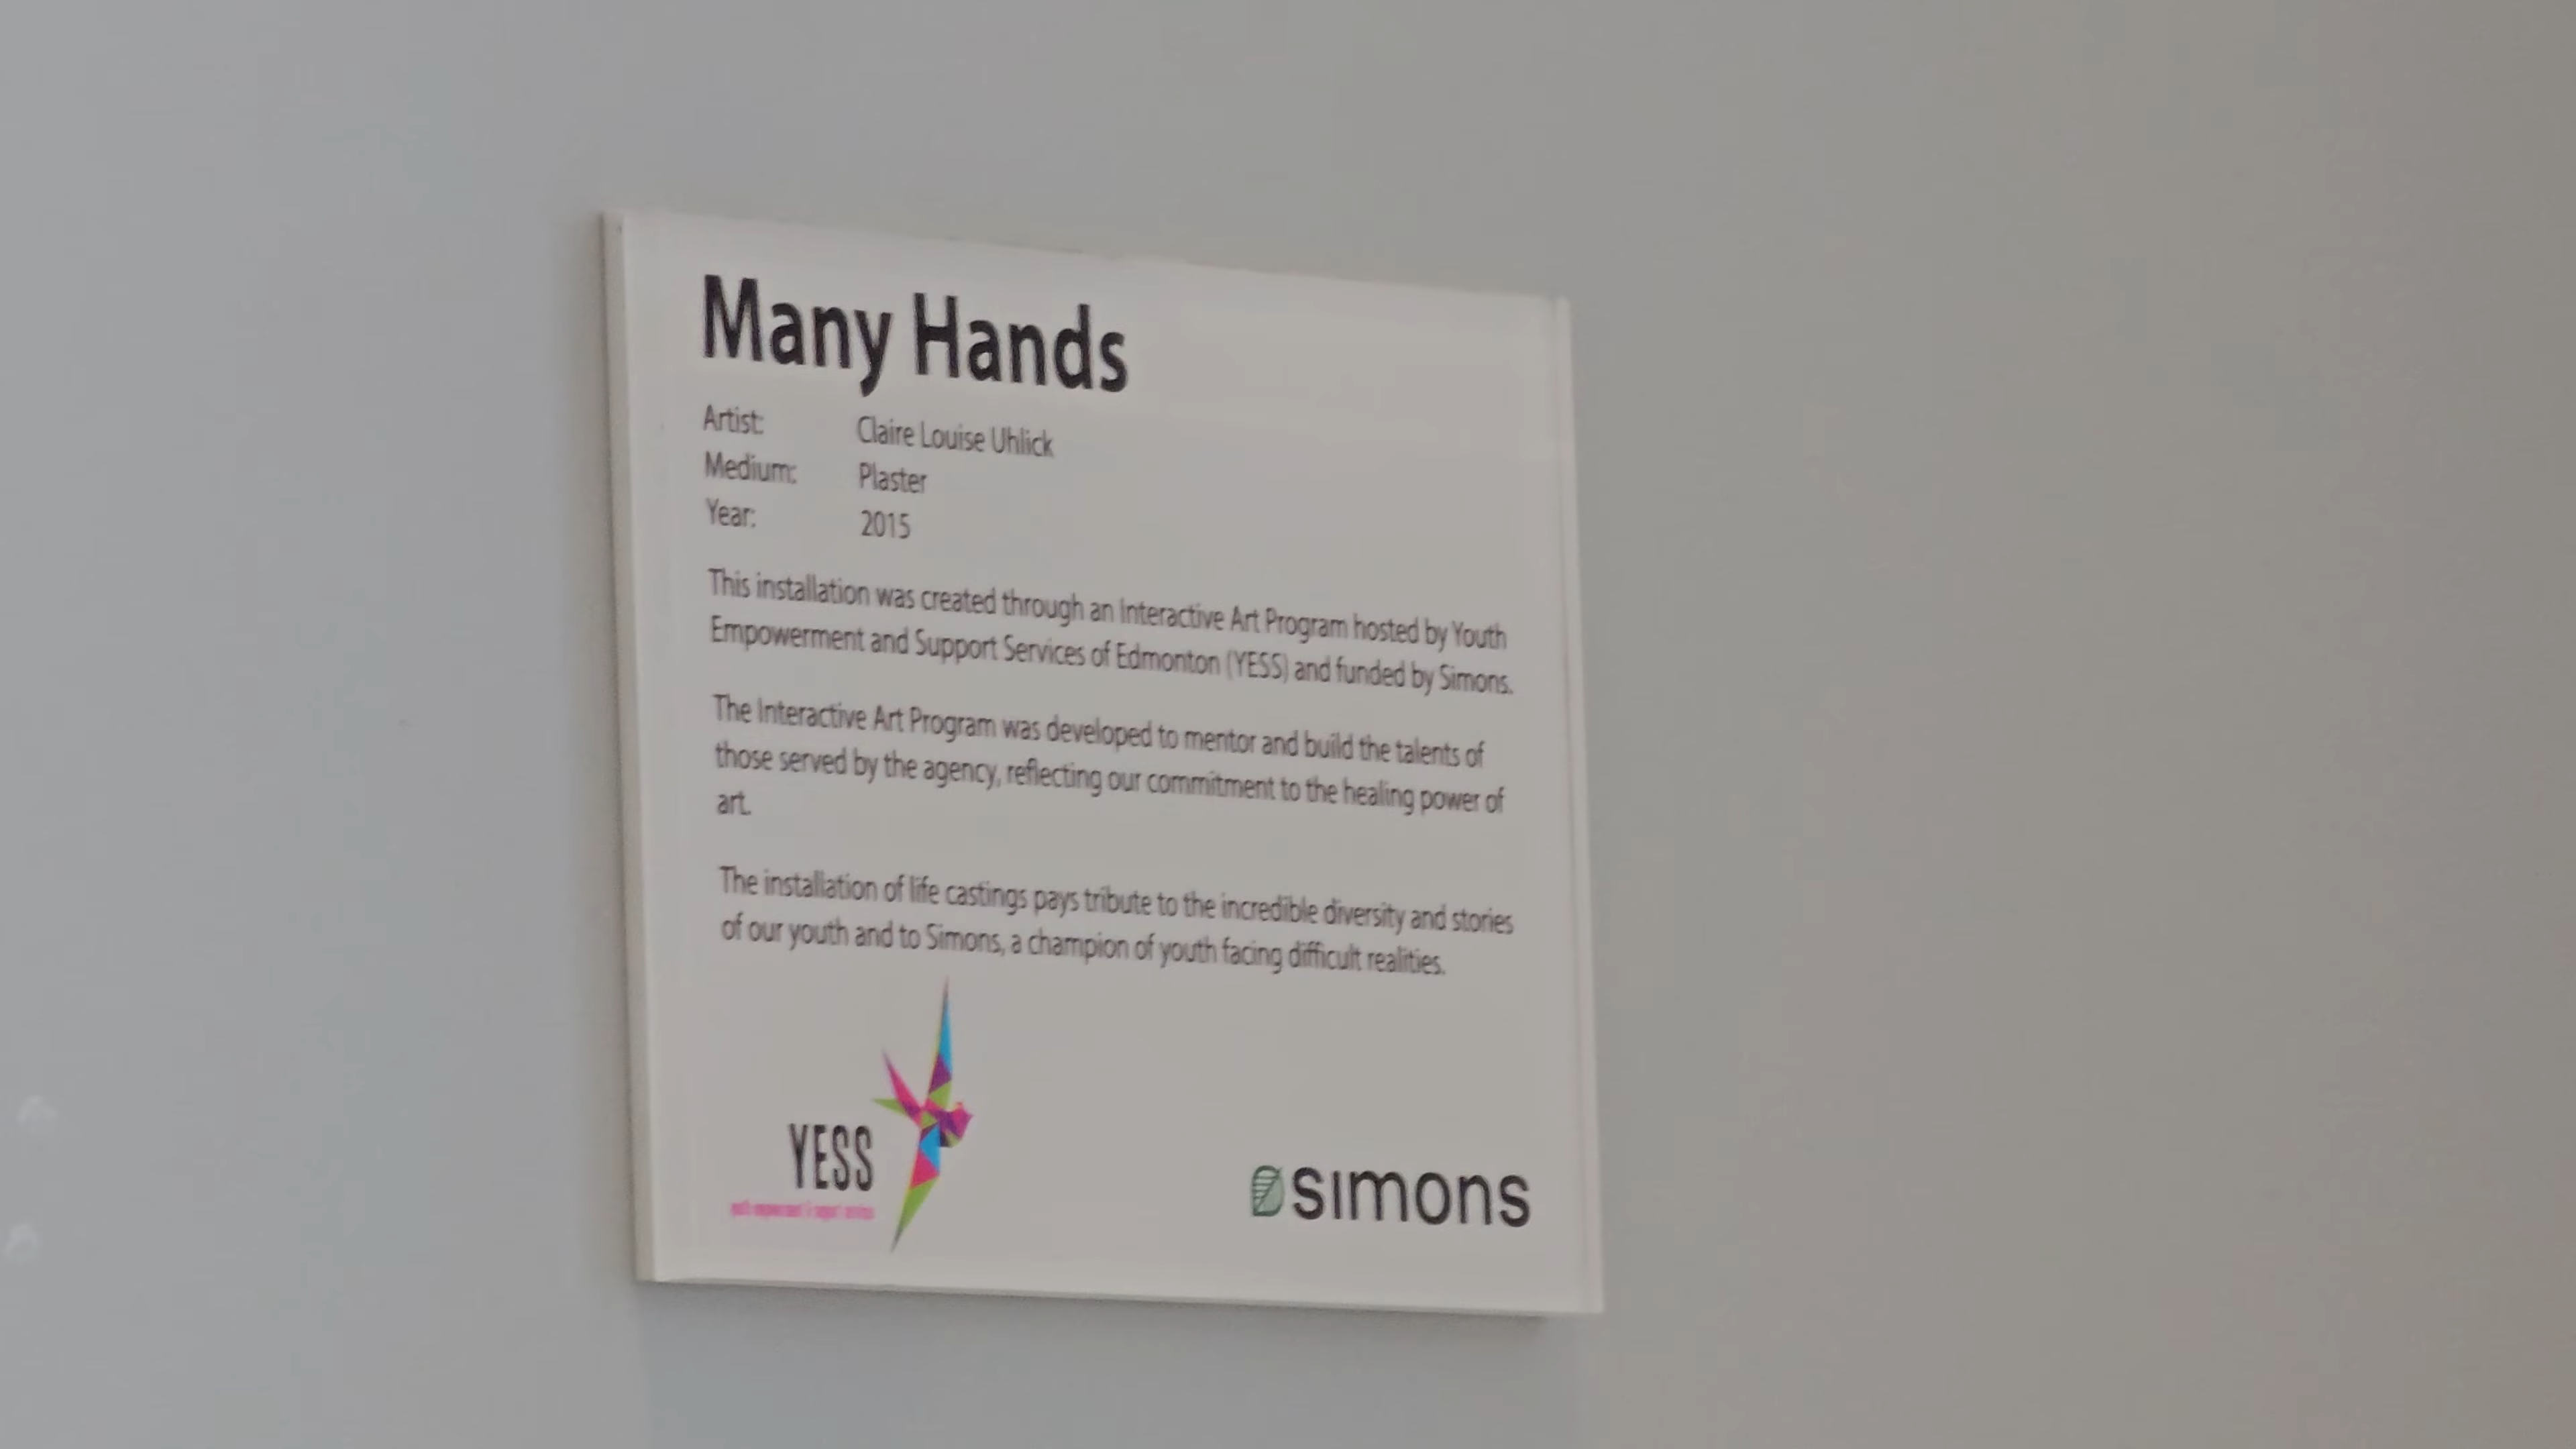 Many Hands
Artist: Claire Louise Uhlick
Medium: Plaster
Year: 2015
This installation was created through an Interactive Art Program hosted by Youth
Empowerment and Support Services of Edmonton (YESS) and funded by Simons.
The Interactive Art Program was developed to mentor and build the talents of
those served by the agency, reflecting our commitment to the healing power of
art.
The installation of life castings pays tribute to the incredible diversity and stories
of our youth and to Simons, a champion of youth facing difficult realities.
YESS
sımons